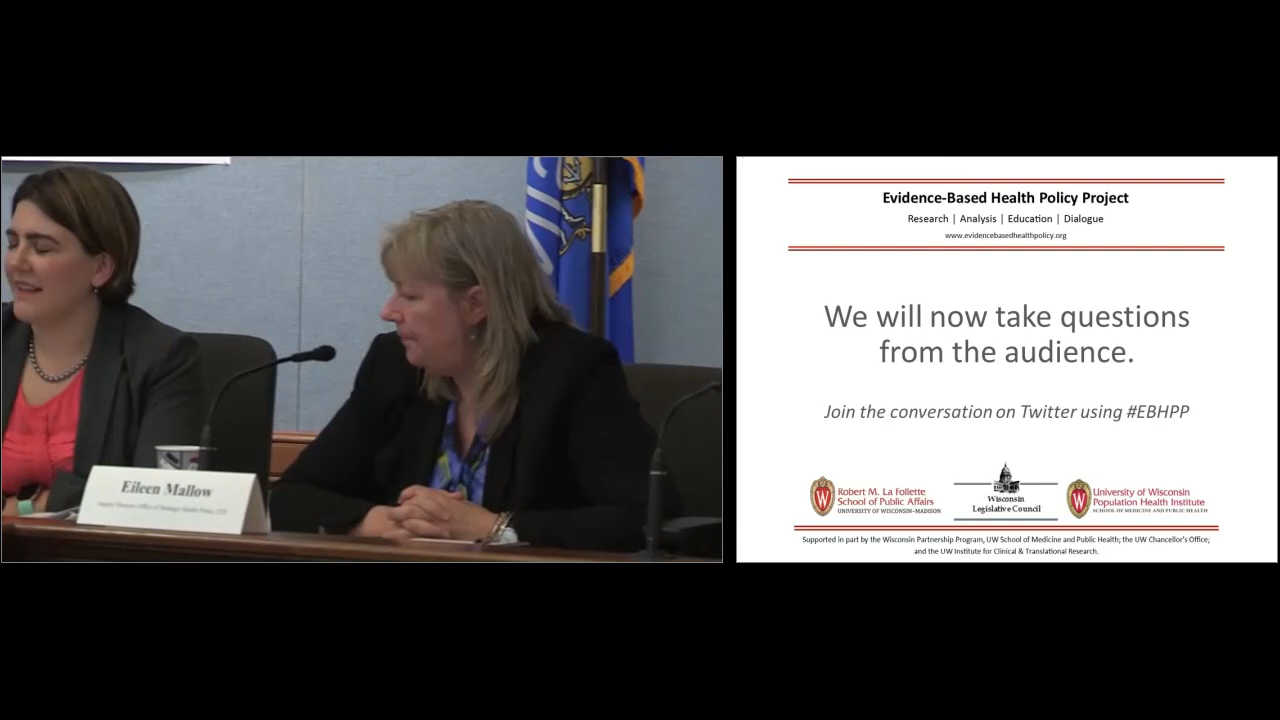 Eileen Mallow
Evidence-Based Health Policy Project
Research | Analysis | Education | Dialogue
www.evidencebasedhealthpolicy.org
We will now take questions
from the audience.
Join the conversation on Twitter using #EBHPP
Robert M. La Follette
School of Public Affairs
UNIVERSITY OF WISCONSIN–MADISON
Wisconsin
Legislative Council
University of Wisconsin
Population Health Institute
SCHOOL OF MEDICINE AND PUBLIC HEALTH
Supported in part by the Wisconsin Partnership Program, UW School of Medicine and Public Health; the UW Chancellor's Office;
and the UW Institute for Clinical & Translational Research.